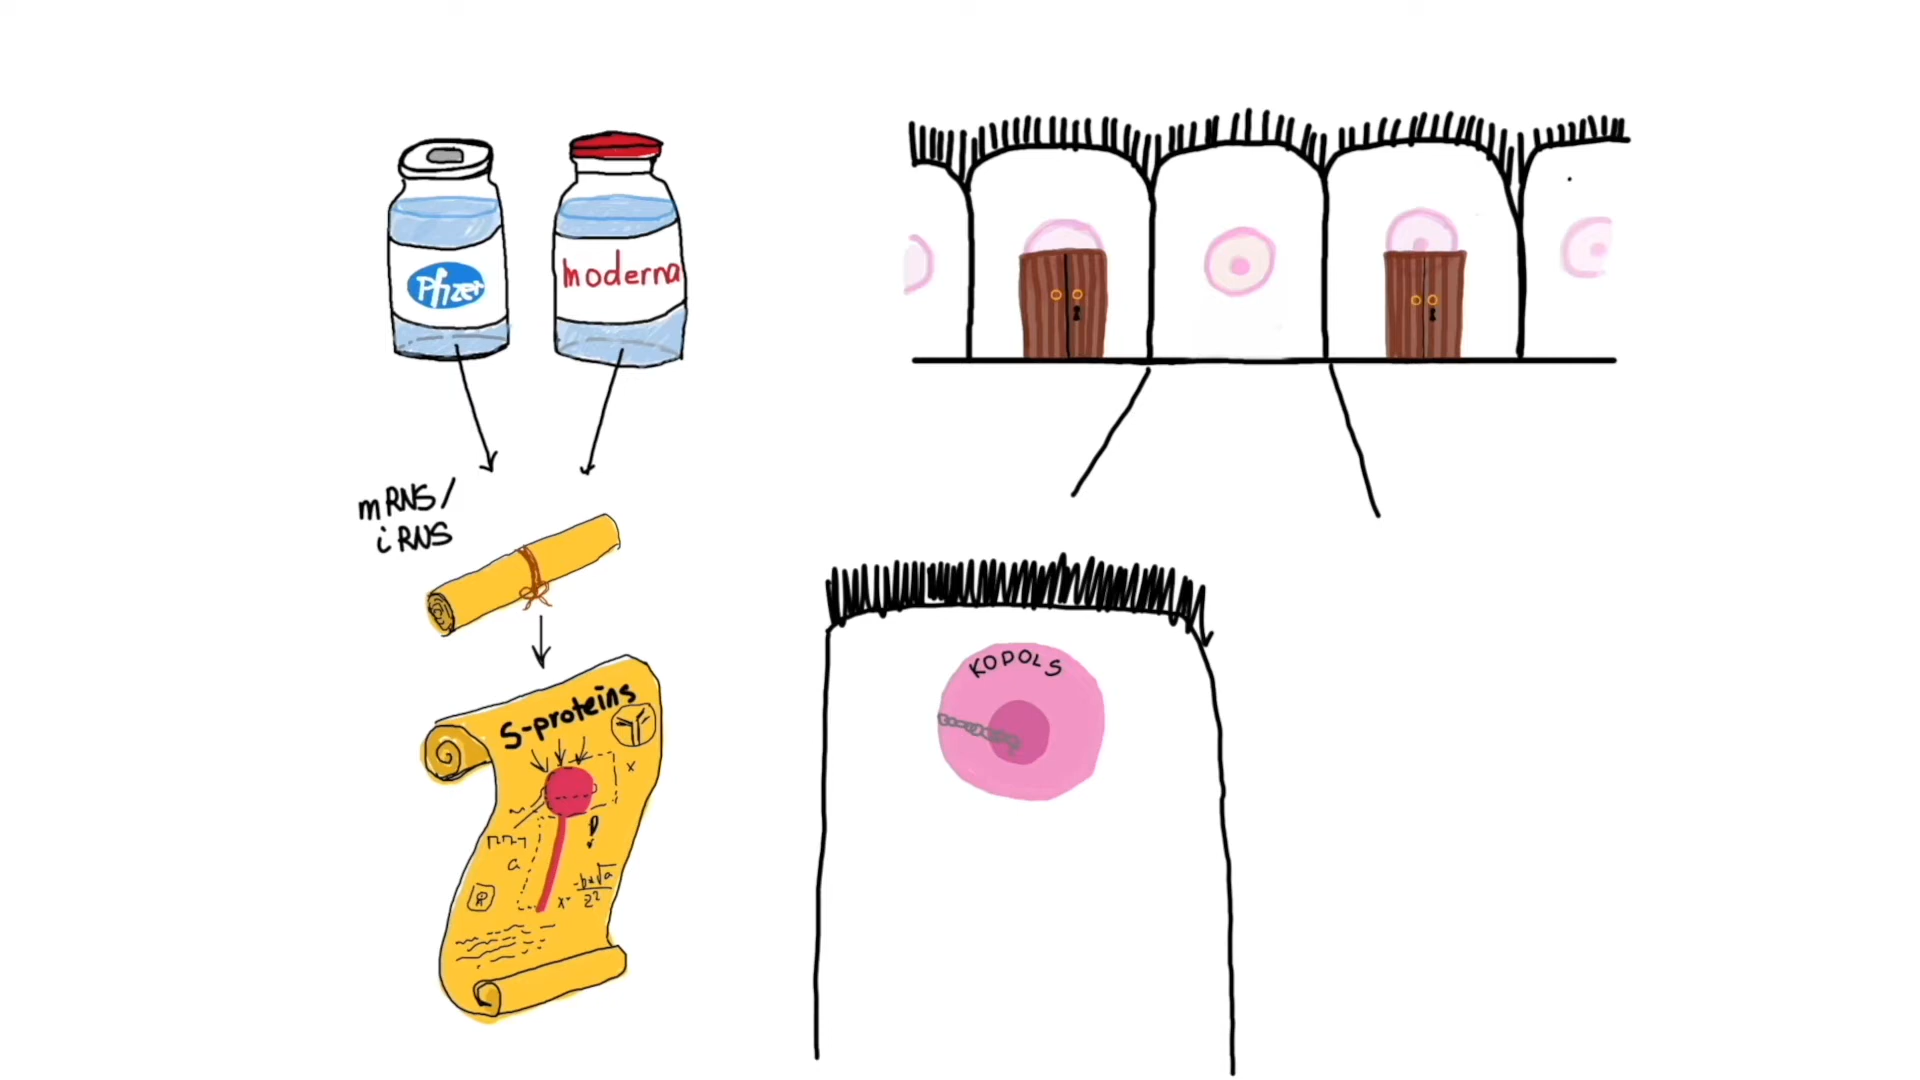 Pfizer
moderna
mRNS/
iRNS
S-proteins
x
a
KODOLS